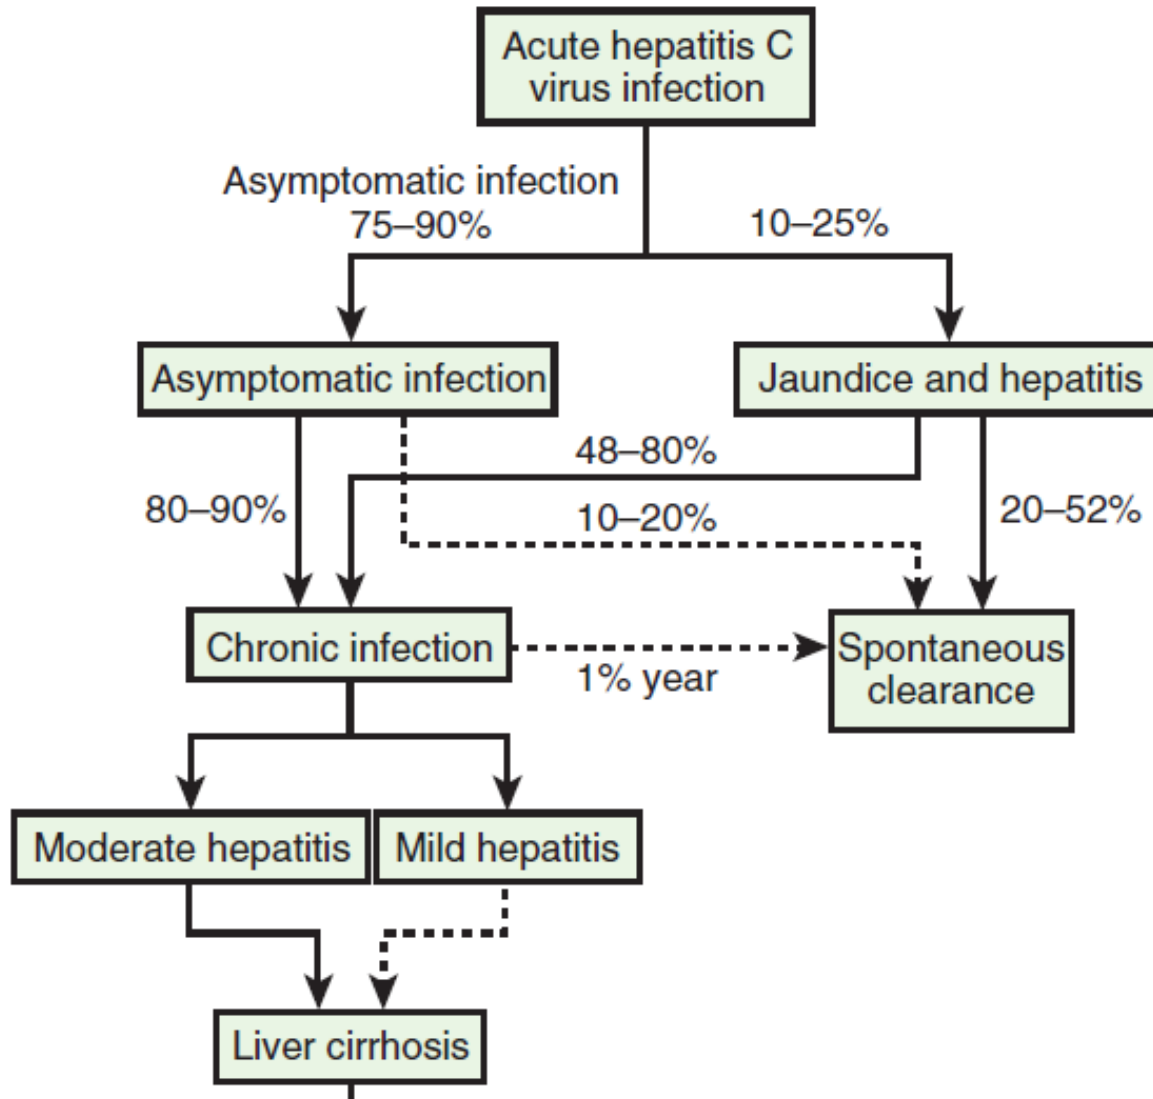 Acute hepatitis C
virus infection
Asymptomatic infection
75–90%
10–25%
Asymptomatic infection
Jaundice and hepatitis
48–80%
80–90%
10–20%
20–52%
Chronic infection
1% year
Spontaneous
clearance
Moderate hepatitis
Mild hepatitis
Liver cirrhosis